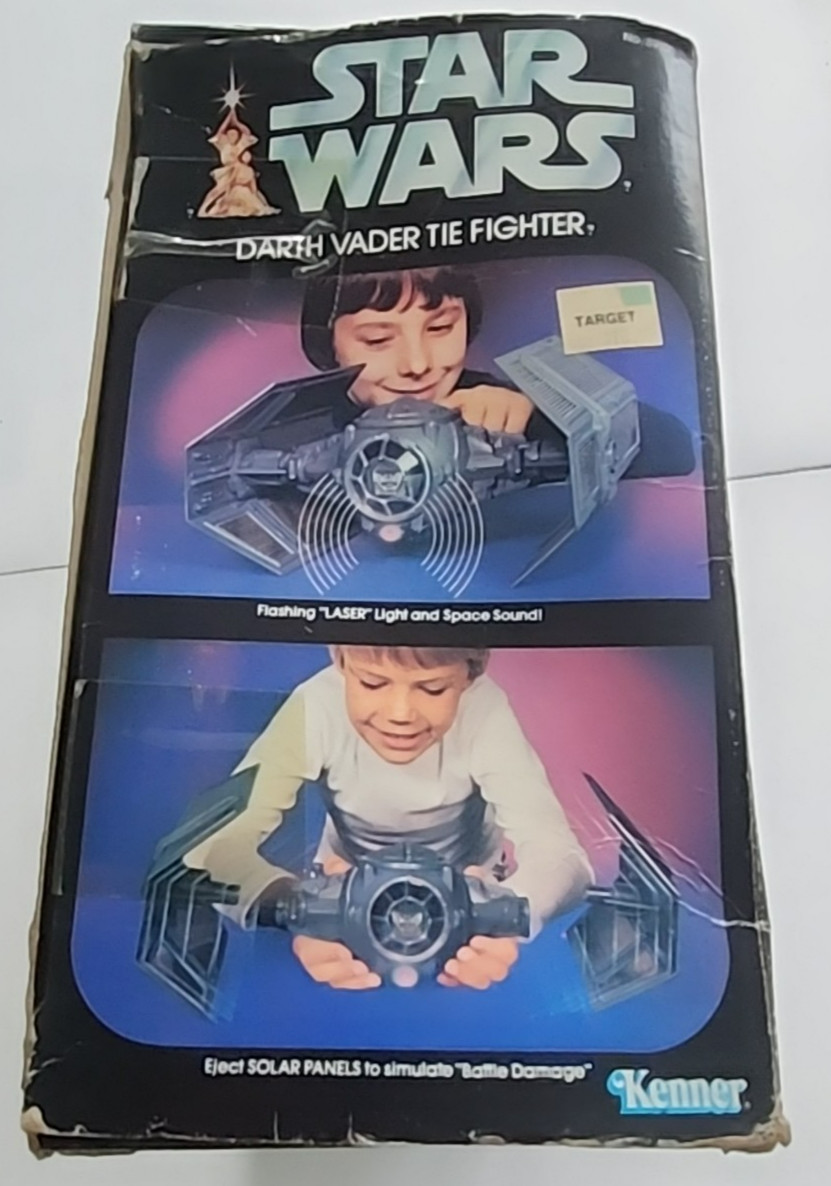 STAR
WARS
DARTH VADER TIE FIGHTER
TARGET
Flashing "LASER" Light and Space Sound!
Eject SOLAR PANELS to simulate "Battle Damage"
Kenner